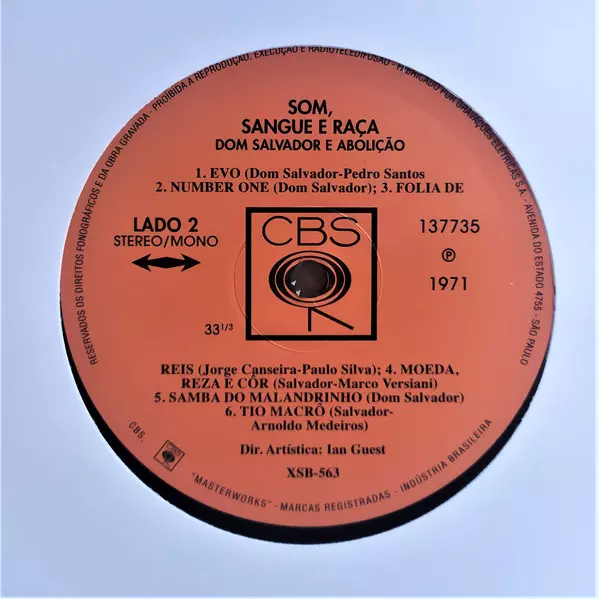 RESERVADOS OS DIREITOS FONOGRÁFICOS E DA OBRA GRAVADA - PROIBIDA A REPRODUÇÃO, EXECUÇÃO E RADIOTELEDIFUSÃO - FABRICADO POR GRAVAÇÕES ELÉTRICAS S A. - AVENIDA DO ESTADO 4755 - SÃO PAULO
SOM,
SANGUE E RAÇA
DOM SALVADOR E ABOLIÇÃO
1. EVO (Dom Salvador-Pedro Santos
2. NUMBER ONE (Dom Salvador); 3. FOLIA DE
LADO 2
STEREO/MONO
CBS
137735
℗
1971
33 1/3
REIS (Jorge Canseira-Paulo Silva); 4. MOEDA,
REZA E CÔR (Salvador-Marco Versiani)
5. SAMBA DO MALANDRINHO (Dom Salvador)
6. TIO MACRÔ (Salvador-
Arnoldo Medeiros)
Dir. Artística: Ian Guest
XSB-563
CBS.
CBS
"MASTERWORKS" - MARCAS REGISTRADAS - INDÚSTRIA BRASILEIRA